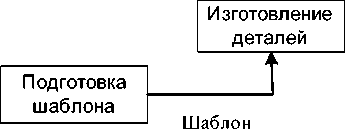 Изготовление
деталей
Подготовка
шаблона
Шаблон